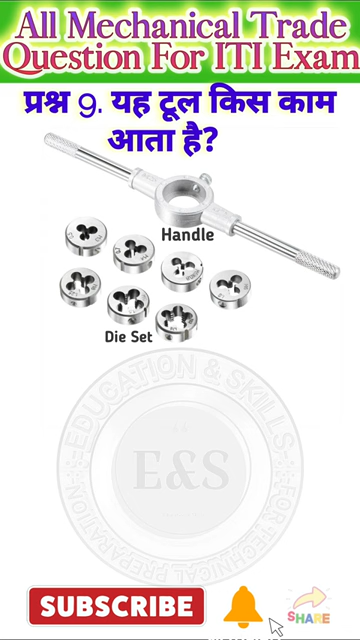 All Mechanical Trade
Question For ITI Exam
प्रश्न 9. यह टूल किस काम
आता है?
Handle
Die Set
EDUCATION & SKILLS
E&S
FOR TECHNICAL PREPARATION
SUBSCRIBE
SHARE